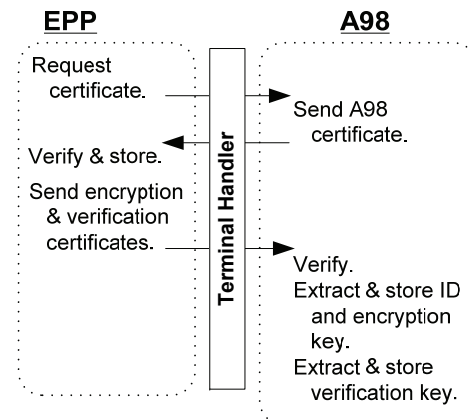 EPP
A98
Request
certificate.
Send A98
certificate.
Verify & store.
Send encryption
& verification
certificates.
Terminal Handler
Verify.
Extract & store ID
and encryption
key.
Extract & store
verification key.